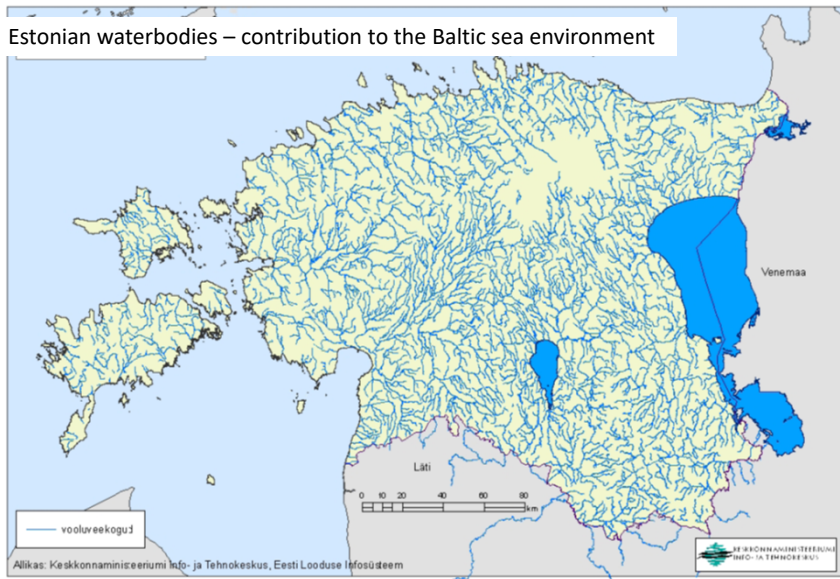 Estonian waterbodies – contribution to the Baltic sea environment
Venemaa
Läti
0 10 20 40 60 80
km
vooluveekogud
Allikas: Keskkonnaministeeriumi Info- ja Tehnokeskus, Eesti Looduse Infosüsteem
KESKKONNAMINISTEERIUMI
INFO- JA TEHNOKESKUS